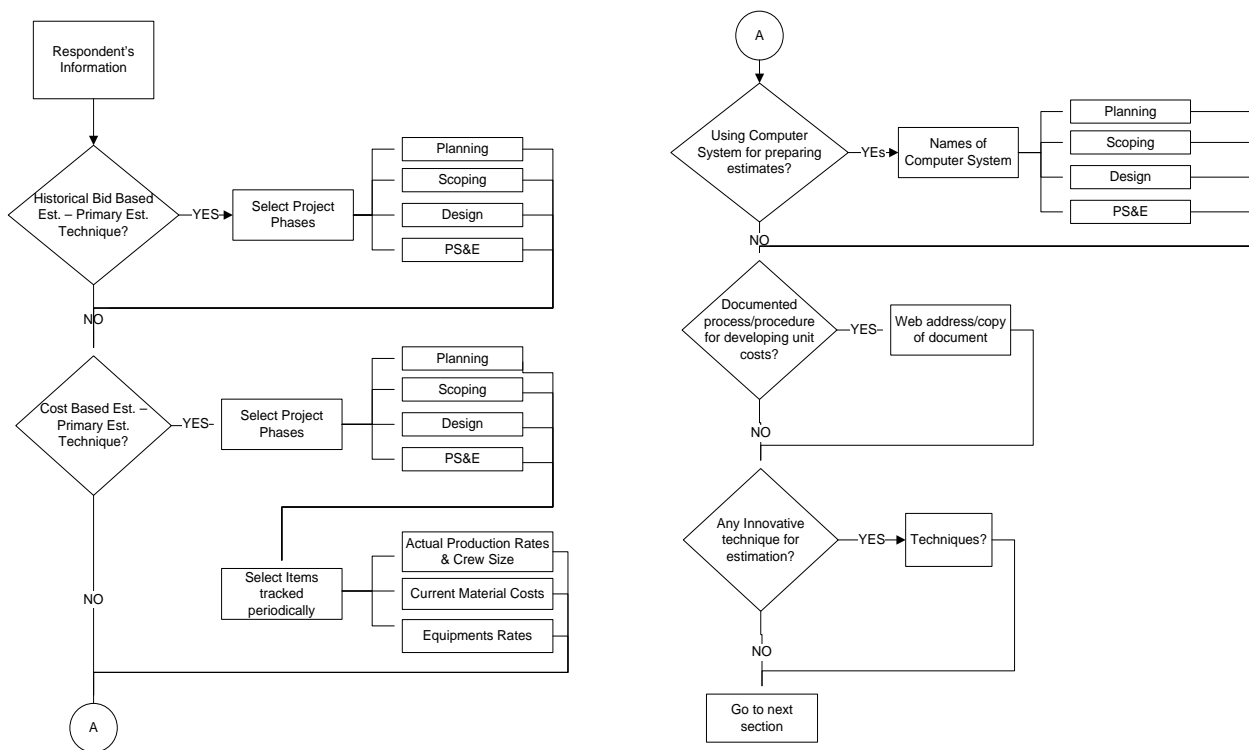 Respondent's
Information
Historical Bid Based
Est. – Primary Est.
Technique?
YES
Select Project
Phases
Planning
Scoping
Design
PS&E
NO
Cost Based Est. –
Primary Est.
Technique?
YES
Select Project
Phases
Planning
Scoping
Design
PS&E
NO
Select Items
tracked
periodically
Actual Production Rates
& Crew Size
Current Material Costs
Equipments Rates
A
A
Using Computer
System for preparing
estimates?
YEs
Names of
Computer System
Planning
Scoping
Design
PS&E
NO
Documented
process/procedure
for developing unit
costs?
YES
Web address/copy
of document
NO
Any Innovative
technique for
estimation?
YES
Techniques?
NO
Go to next
section